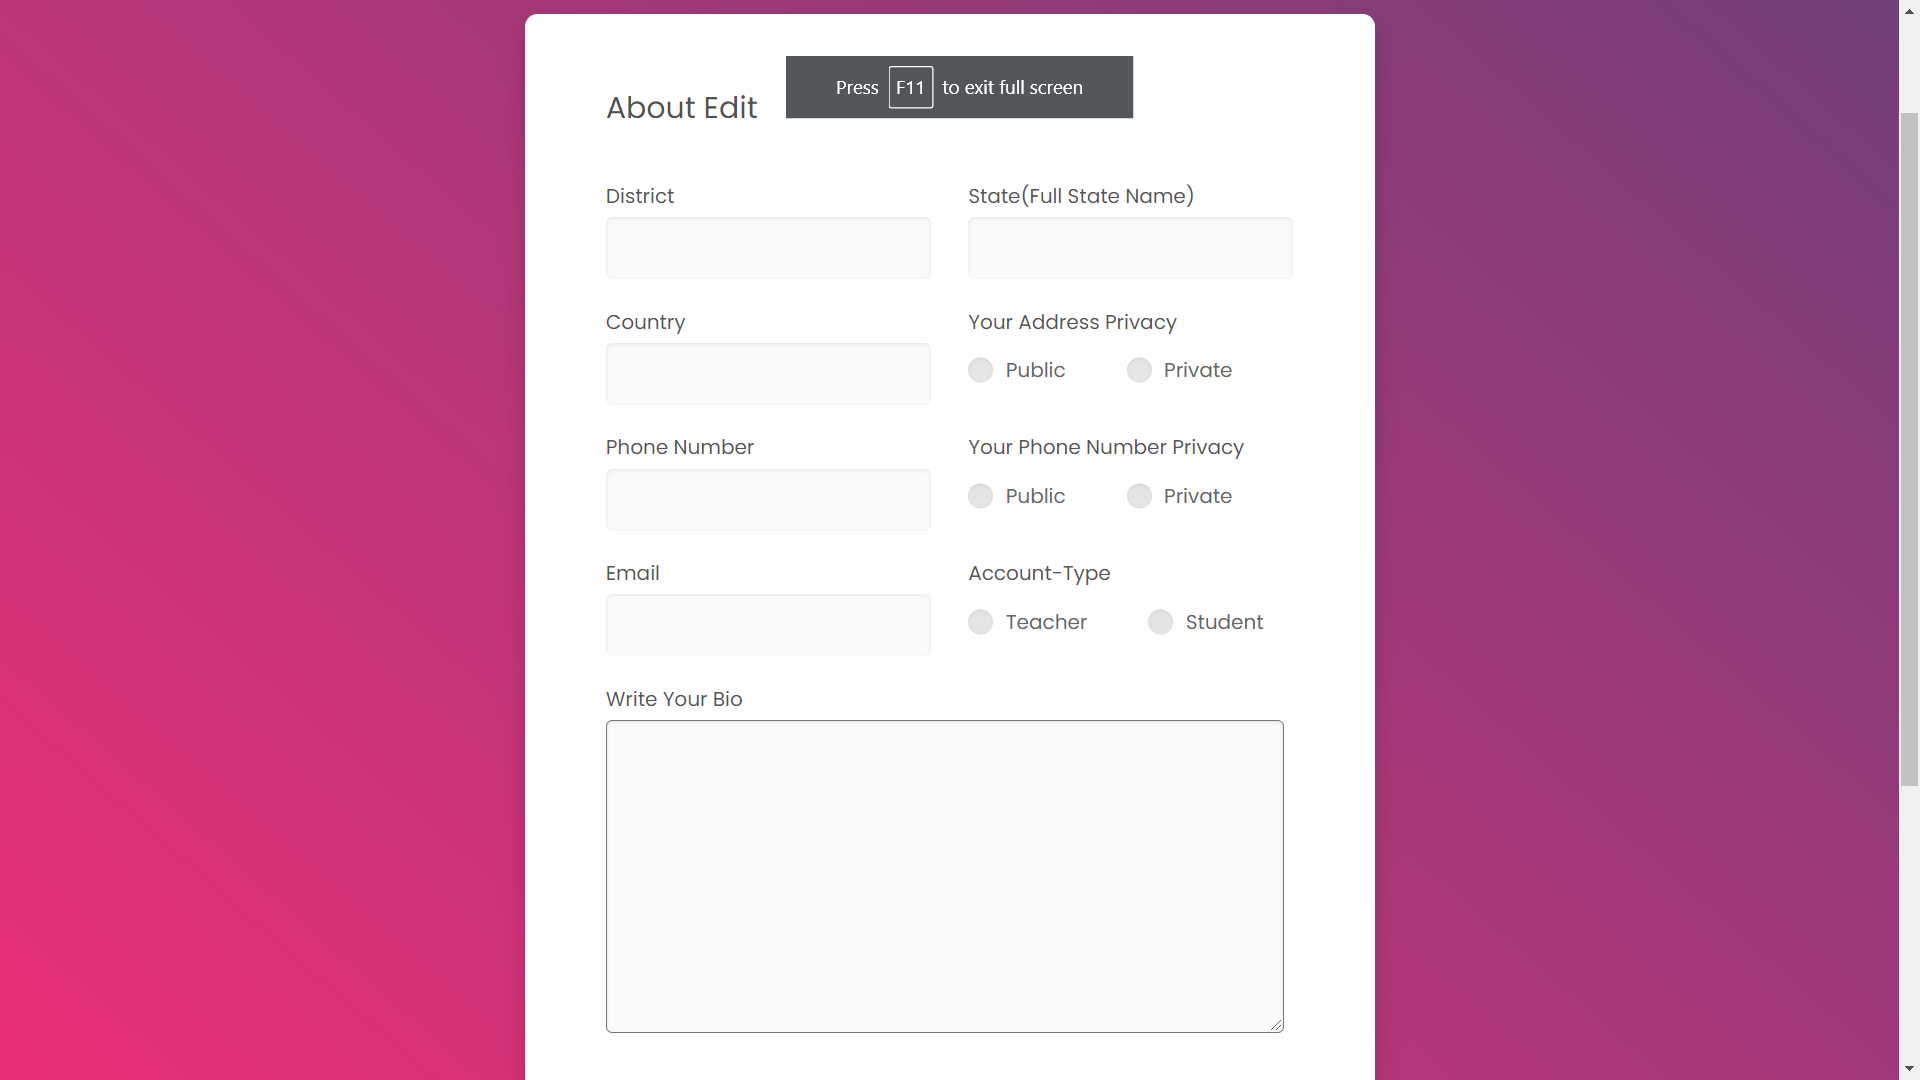 Press F11 to exit full screen
About Edit
District
State(Full State Name)
Country
Your Address Privacy
Public
Private
Phone Number
Your Phone Number Privacy
Public
Private
Email
Account-Type
Teacher
Student
Write Your Bio